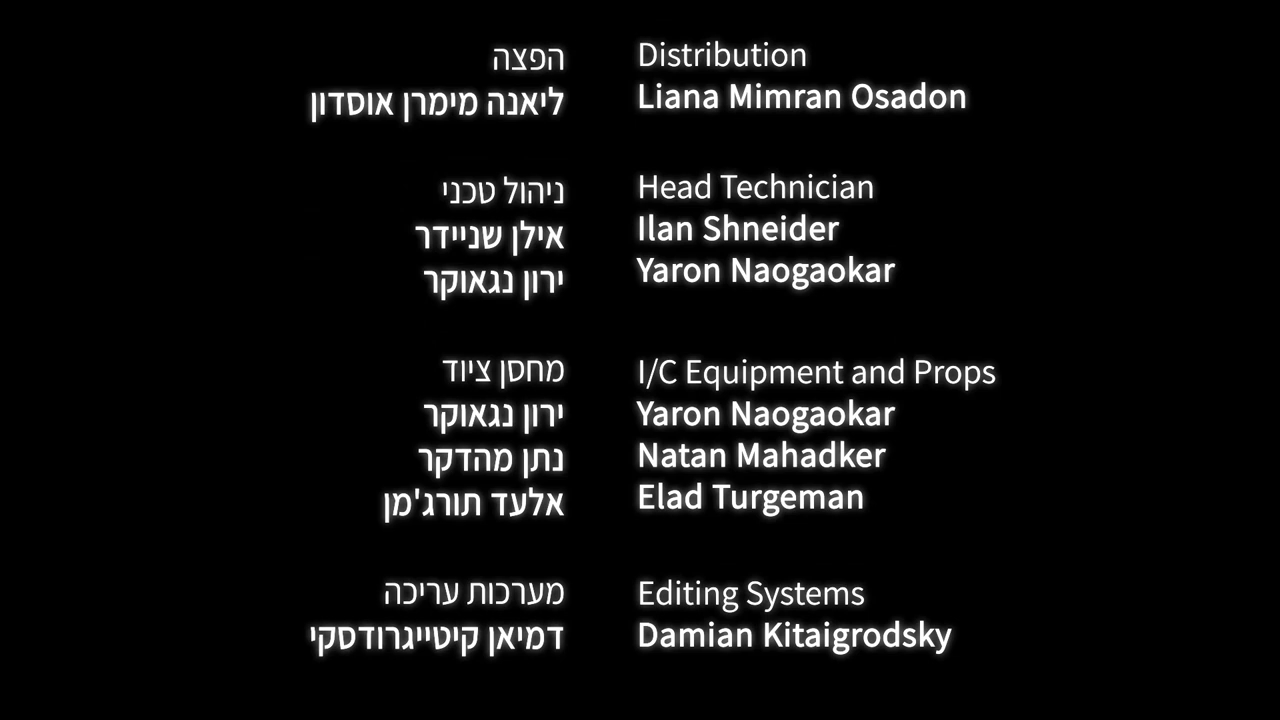 הפצה
ליאנה מימרן אוסדון
ניהול טכני
אילן שניידר
ירון נגאוקר
מחסן ציוד
ירון נגאוקר
נתן מהדקר
אלעד תורג'מן
מערכות עריכה
דמיאן קיטייגרודסקי
Distribution
Liana Mimran Osadon
Head Technician
Ilan Shneider
Yaron Naogaokar
I/C Equipment and Props
Yaron Naogaokar
Natan Mahadker
Elad Turgeman
Editing Systems
Damian Kitaigrodsky